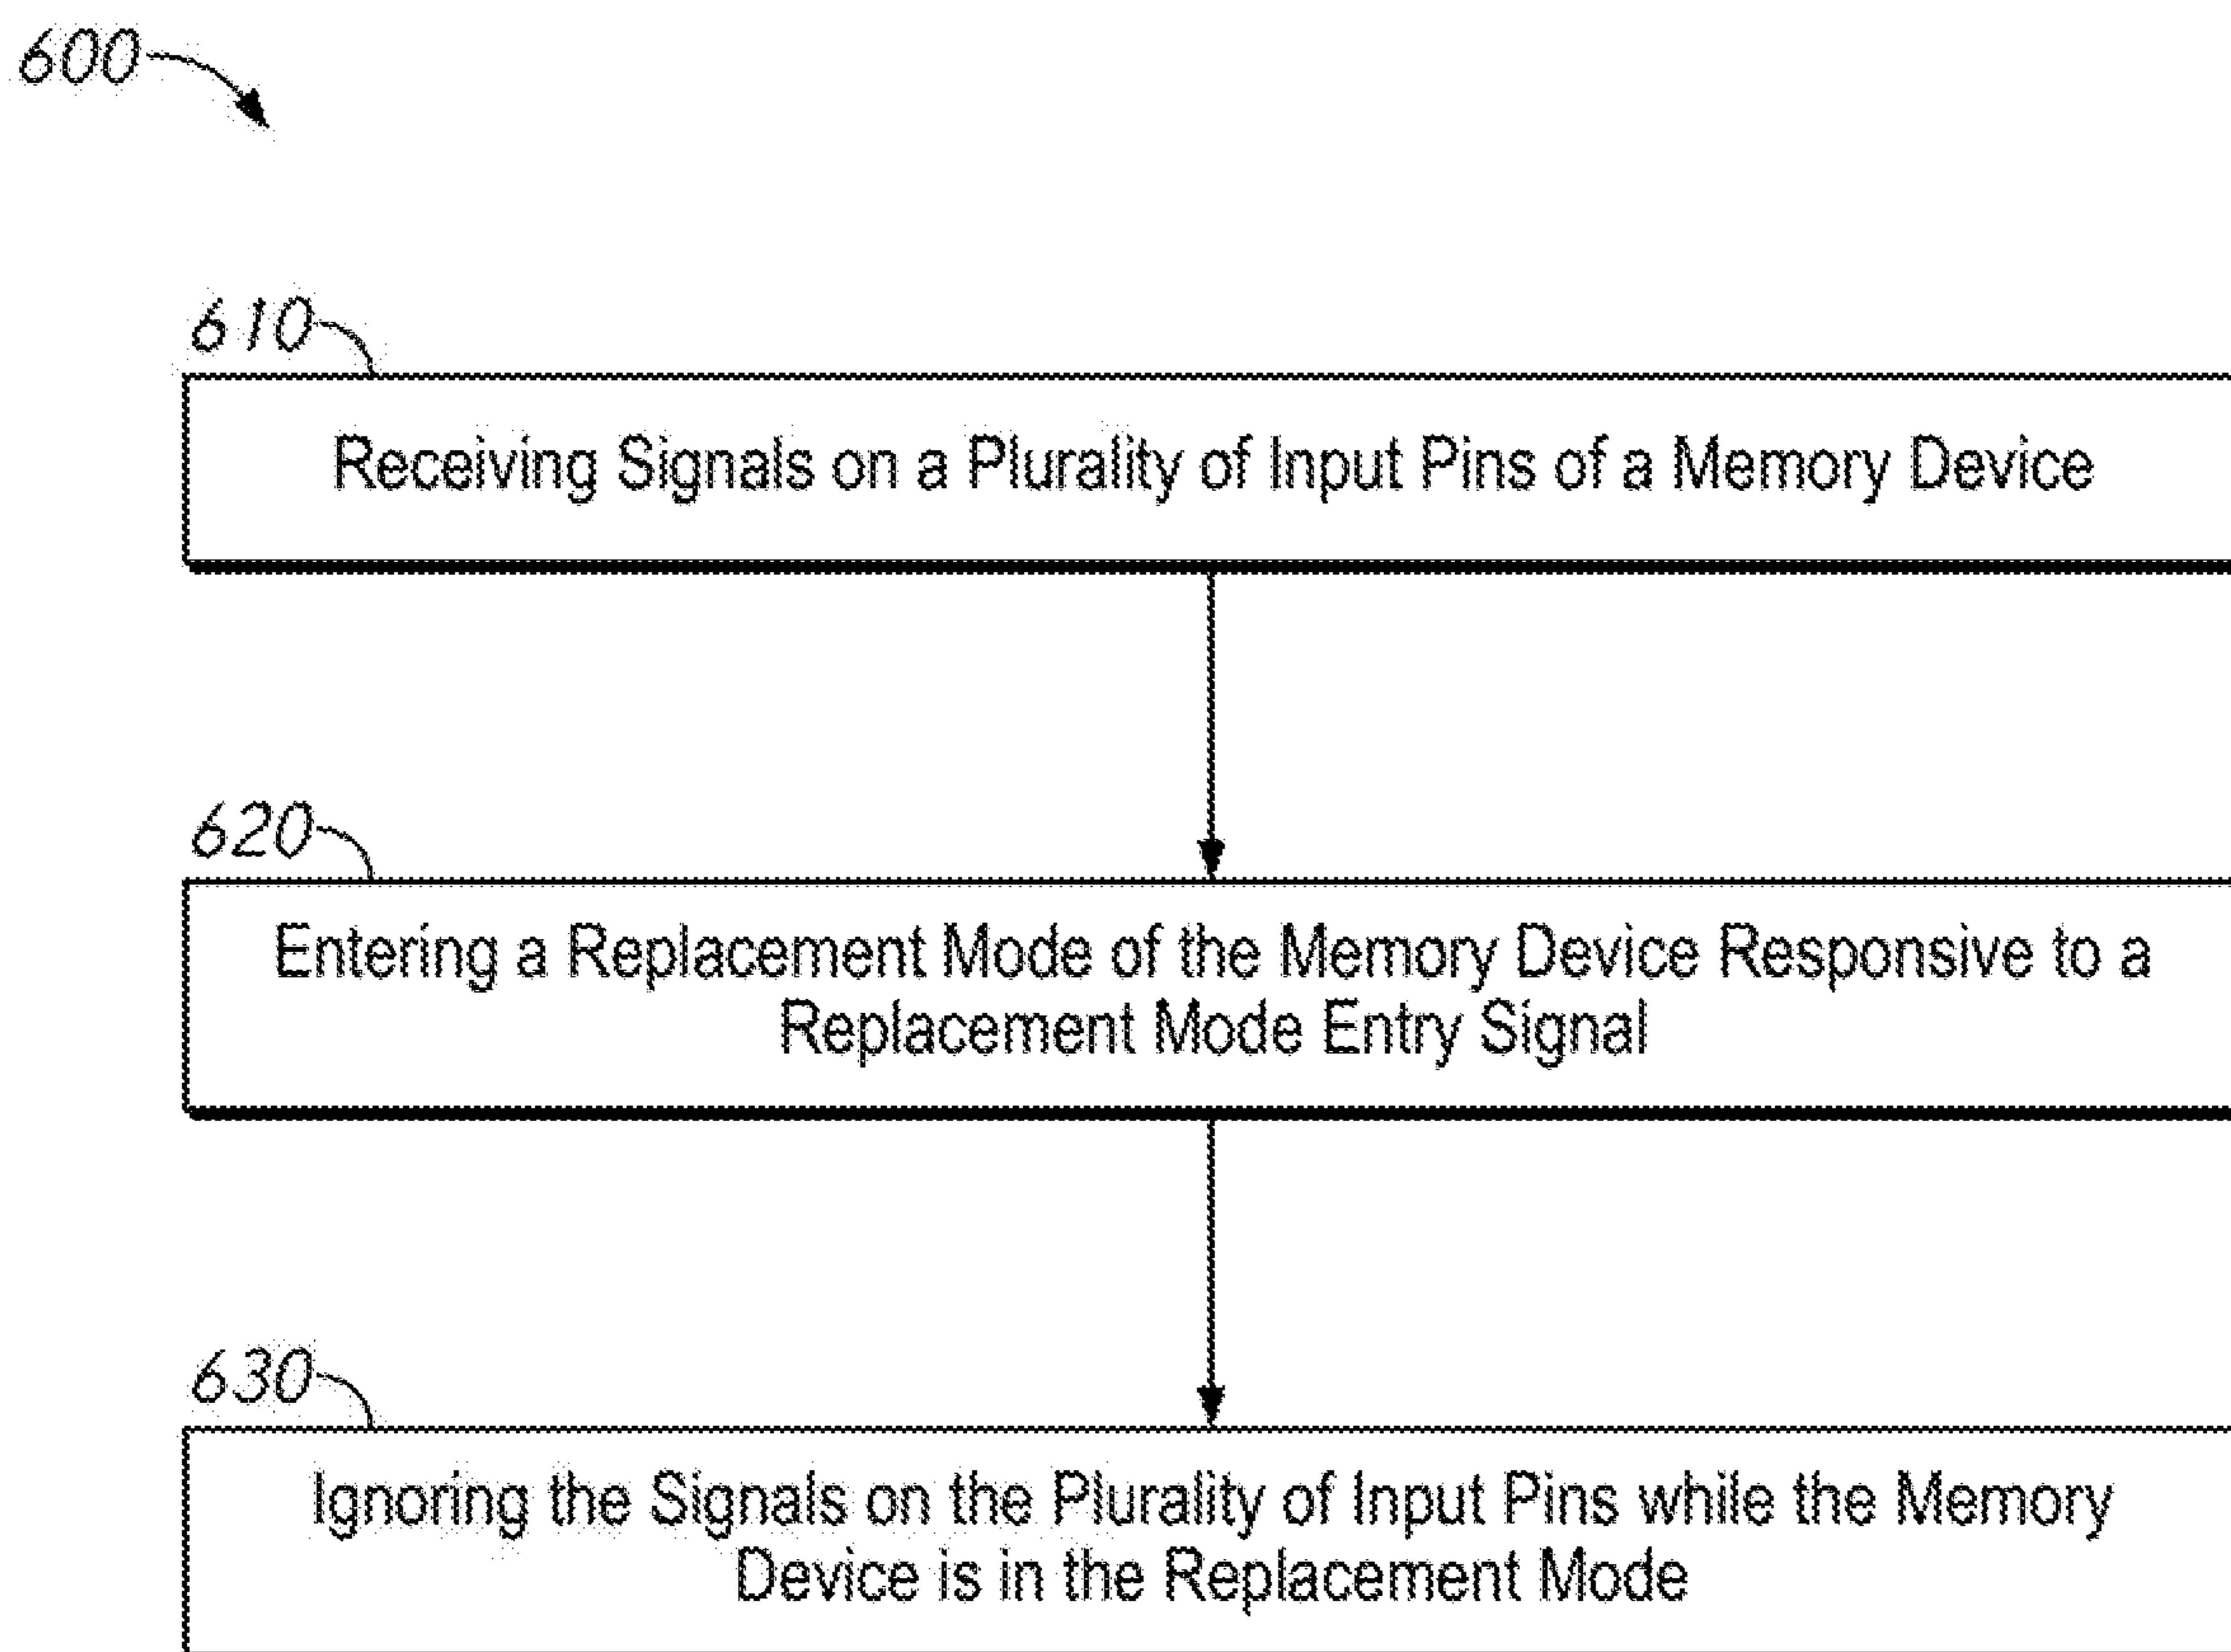 600
610
Receiving Signals on a Plurality of Input Pins of a Memory Device
620
Entering a Replacement Mode of the Memory Device Responsive to a
Replacement Mode Entry Signal
630
Ignoring the Signals on the Plurality of Input Pins while the Memory
Device is in the Replacement Mode